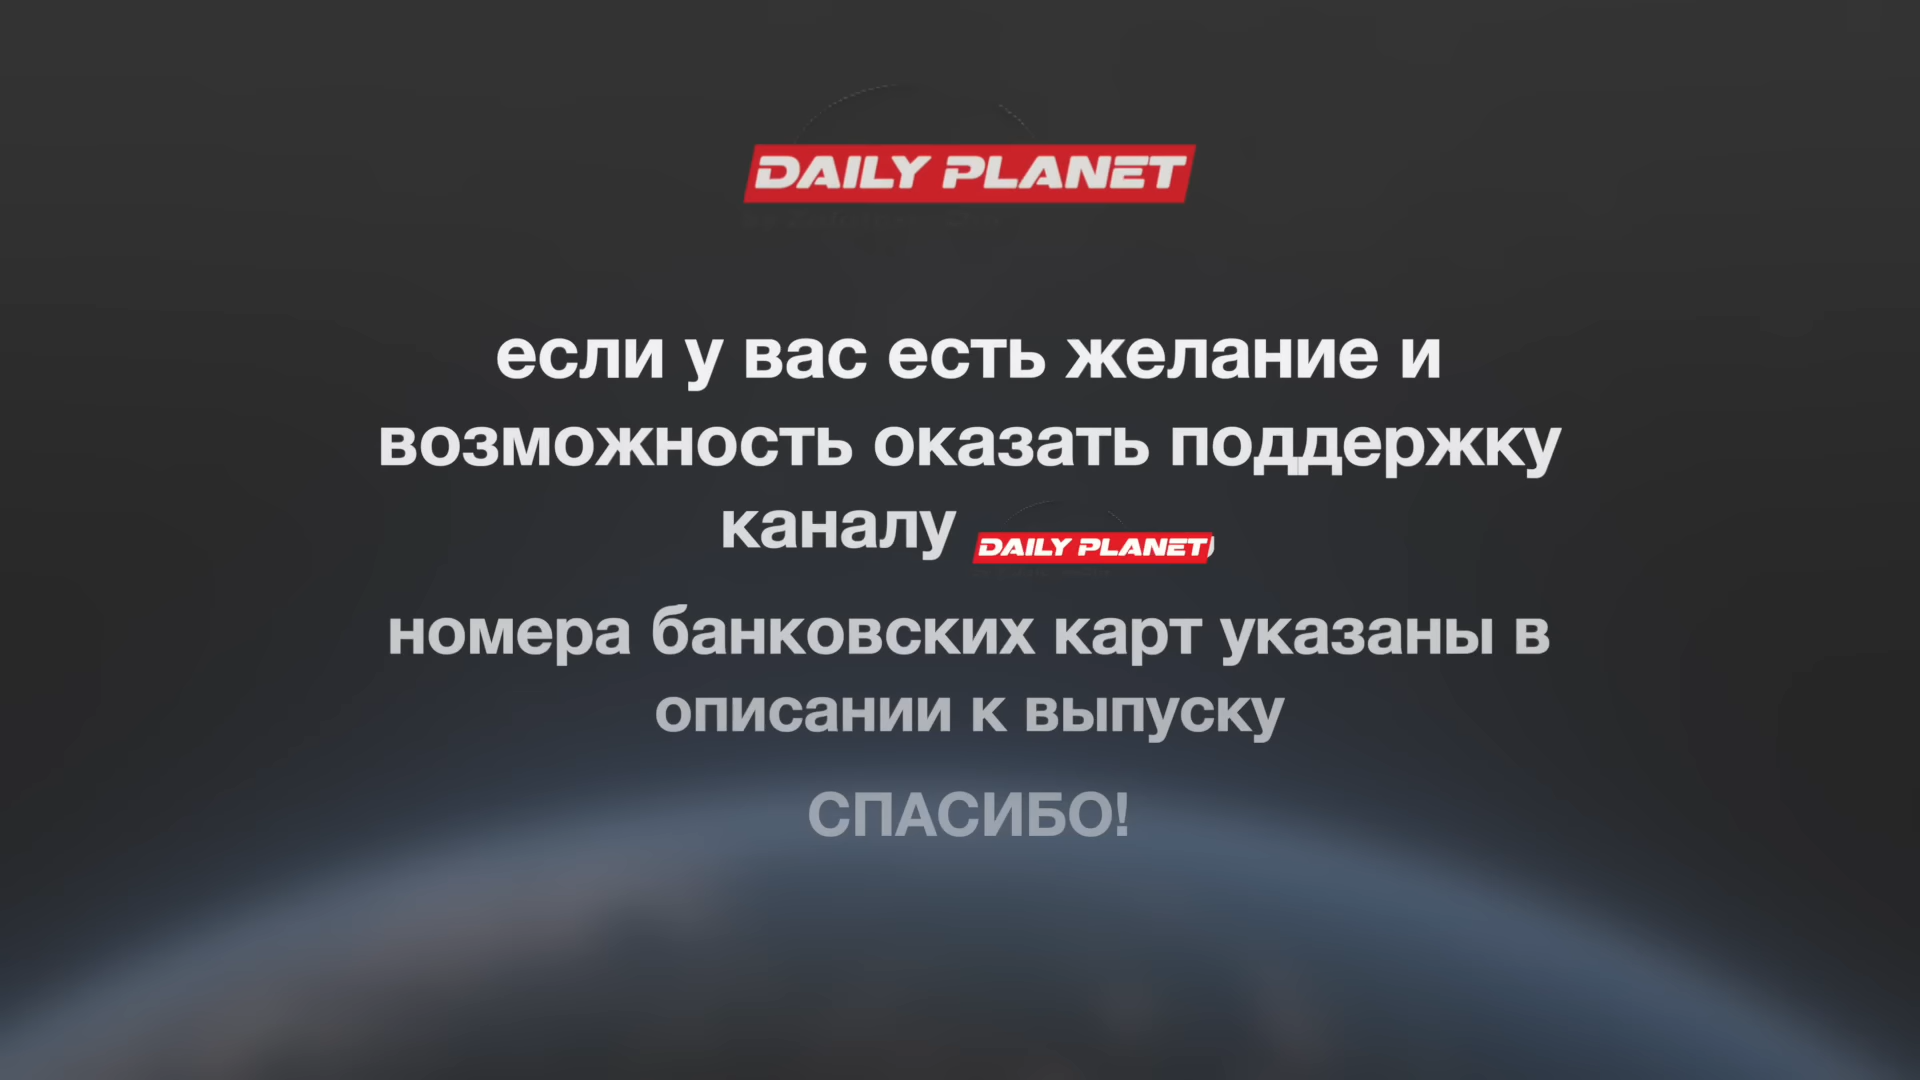 DAILY PLANET
если у вас есть желание и
возможность оказать поддержку
каналу DAILY PLANET
номера банковских карт указаны в
описании к выпуску
СПАСИБО!